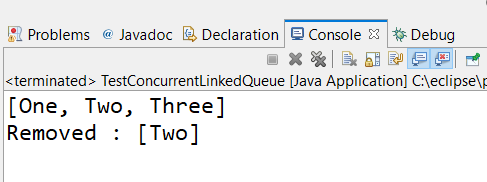 Problems @ Javadoc Declaration Console Debug
<terminated> TestConcurrentLinkedQueue [Java Application] C:\eclipse\p
[One, Two, Three]
Removed : [Two]